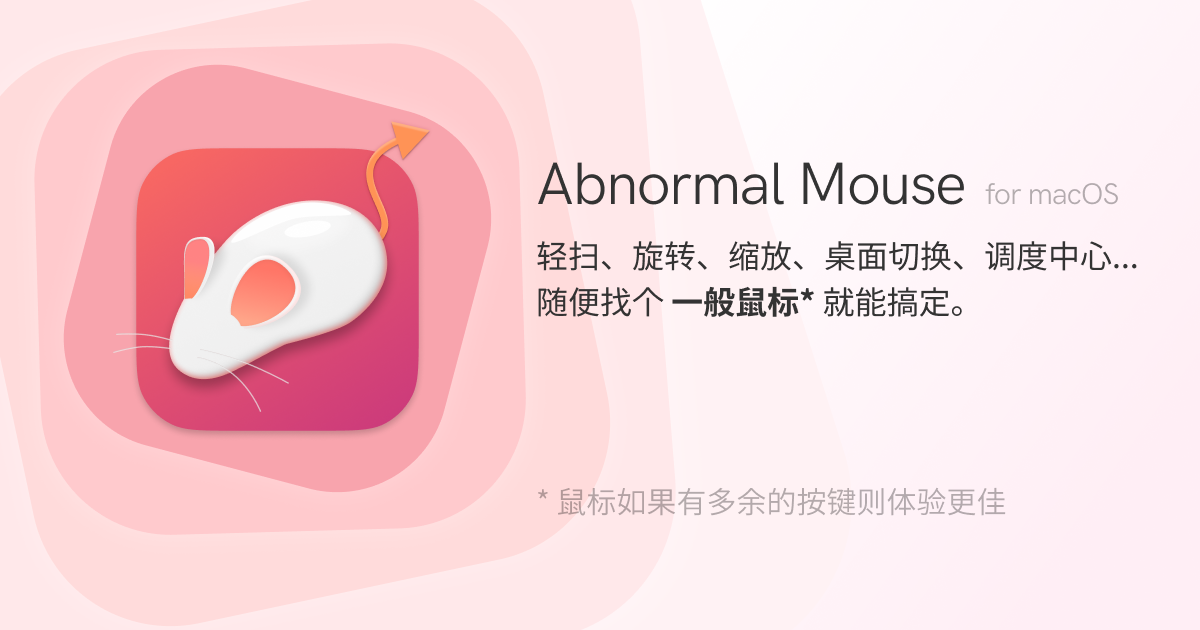 Abnormal Mouse for macOS
轻扫、旋转、缩放、桌面切换、调度中心...
随便找个 一般鼠标* 就能搞定。
* 鼠标如果有多余的按键则体验更佳